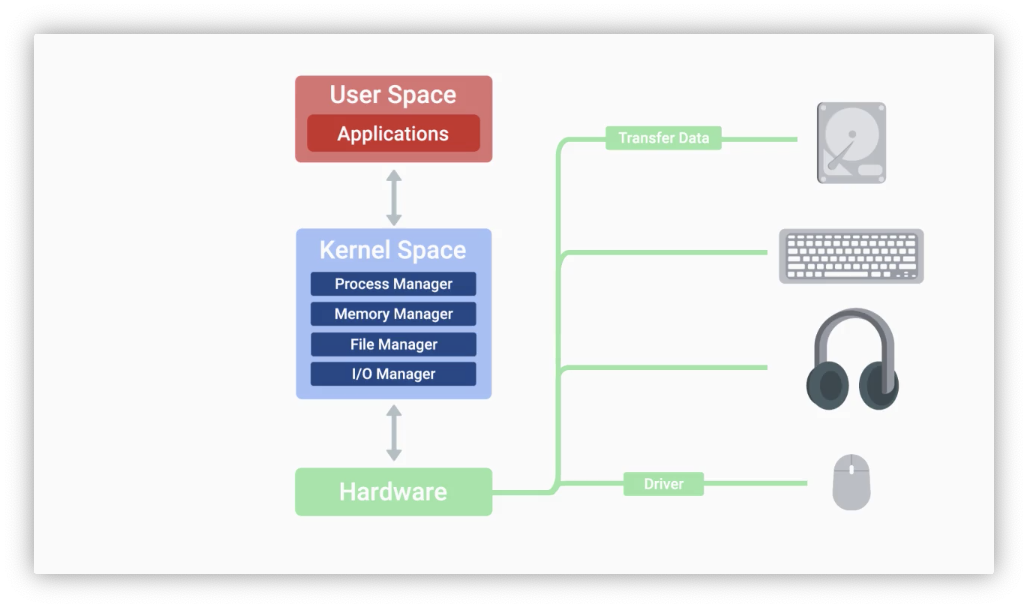 User Space
Applications
Kernel Space
Process Manager
Memory Manager
File Manager
I/O Manager
Hardware
Transfer Data
Driver